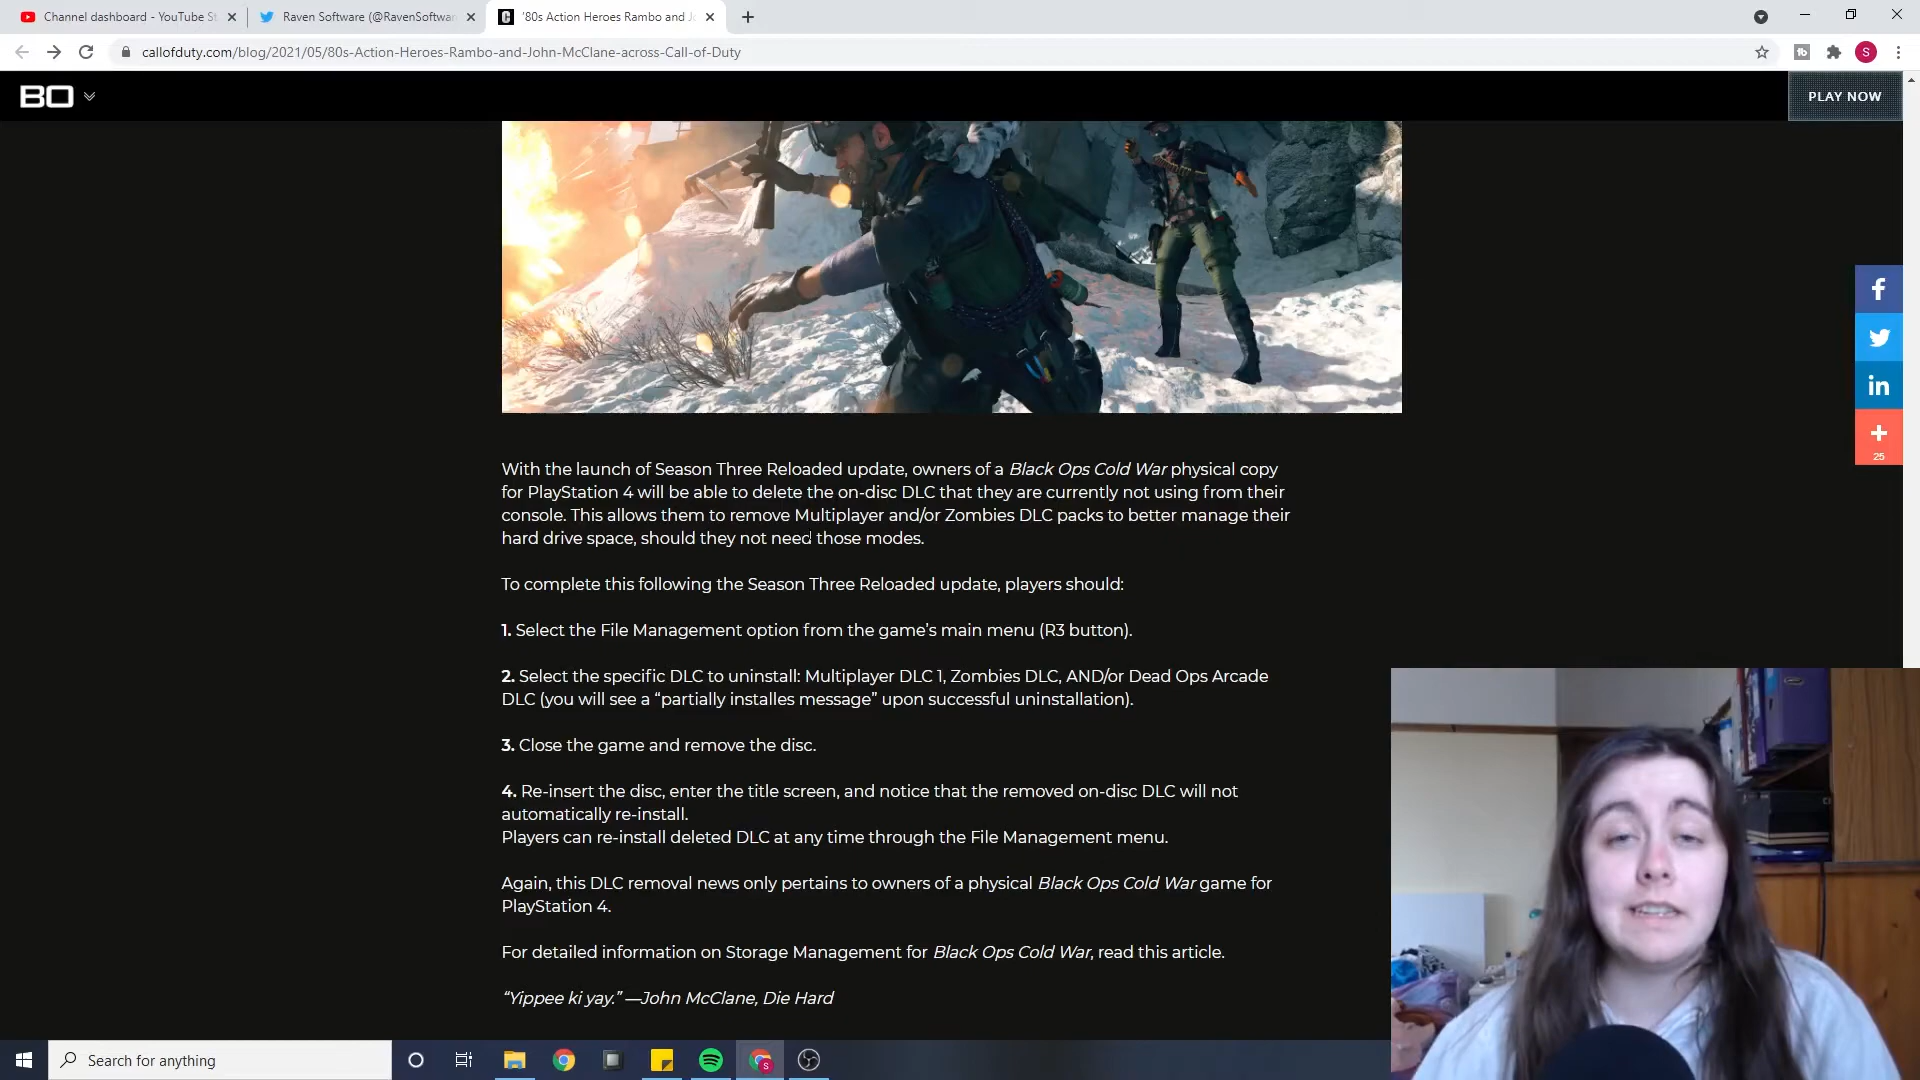 Channel dashboard - YouTube St
Raven Software (@RavenSoftwar
'80s Action Heroes Rambo and Jo
callofduty.com/blog/2021/05/80s-Action-Heroes-Rambo-and-John-McClane-across-Call-of-Duty
S
BO
PLAY NOW
25
With the launch of Season Three Reloaded update, owners of a Black Ops Cold War physical copy
for PlayStation 4 will be able to delete the on-disc DLC that they are currently not using from their
console. This allows them to remove Multiplayer and/or Zombies DLC packs to better manage their
hard drive space, should they not need those modes.
To complete this following the Season Three Reloaded update, players should:
1. Select the File Management option from the game's main menu (R3 button).
2. Select the specific DLC to uninstall: Multiplayer DLC 1, Zombies DLC, AND/or Dead Ops Arcade
DLC (you will see a “partially installes message” upon successful uninstallation).
3. Close the game and remove the disc.
4. Re-insert the disc, enter the title screen, and notice that the removed on-disc DLC will not
automatically re-install.
Players can re-install deleted DLC at any time through the File Management menu.
Again, this DLC removal news only pertains to owners of a physical Black Ops Cold War game for
PlayStation 4.
For detailed information on Storage Management for Black Ops Cold War, read this article.
“Yippee ki yay.” —John McClane, Die Hard
Search for anything